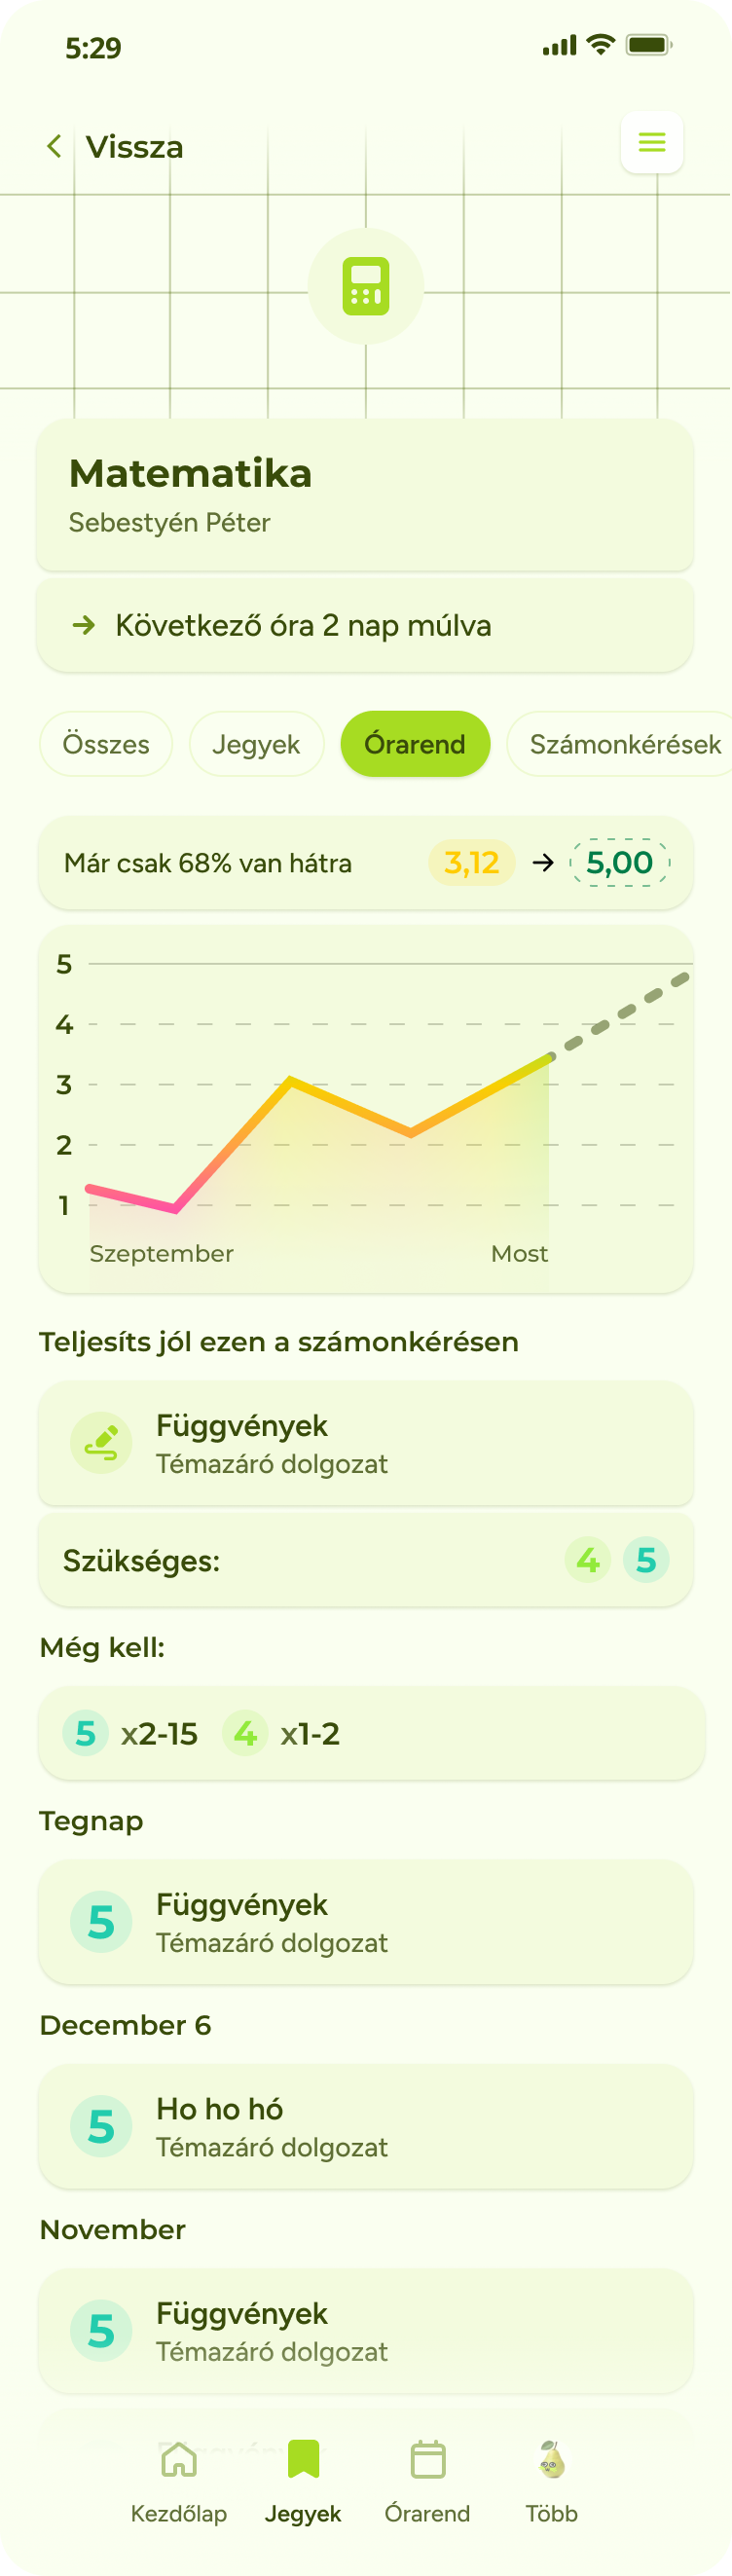 5:29
Vissza
Matematika
Sebestyén Péter
Következő óra 2 nap múlva
Összes Jegyek Órarend Számonkérések
Már csak 68% van hátra 3,12 → 5,00
5
4
3
2
1
Szeptember Most
Teljesíts jól ezen a számonkérésen
Függvények
Témazáró dolgozat
Szükséges: 4 5
Még kell:
5 x2-15 4 x1-2
Tegnap
5 Függvények
Témazáró dolgozat
December 6
5 Ho ho hó
Témazáró dolgozat
November
5 Függvények
Témazáró dolgozat
Kezdőlap Jegyek Órarend Több